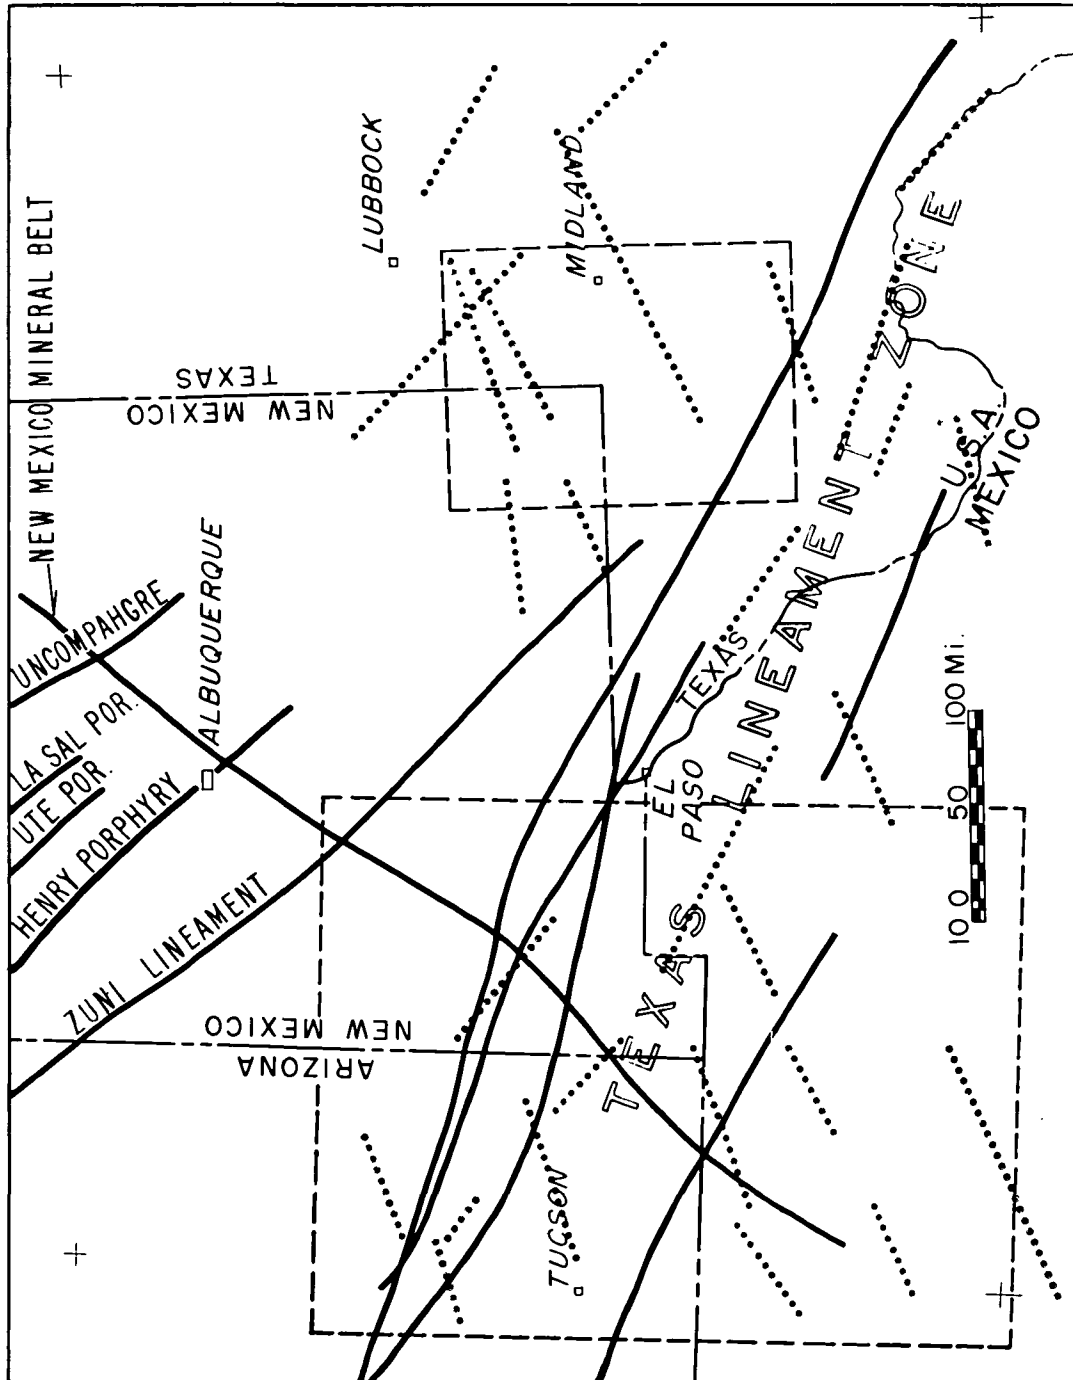 NEW MEXICO MINERAL BELT
UNCOMPAHGRE
LA SAL POR.
UTE POR.
HENRY PORPHYRY
ZUNI LINEAMENT
ALBUQUERQUE
LUBBOCK
MIDLAND
TEXAS
NEW MEXICO
NEW MEXICO
ARIZONA
TUCSON
EL
PASO
TEXAS
TEXAS LINEAMENT ZONE
U.S.A
MEXICO
10 0 50 100 Mi.